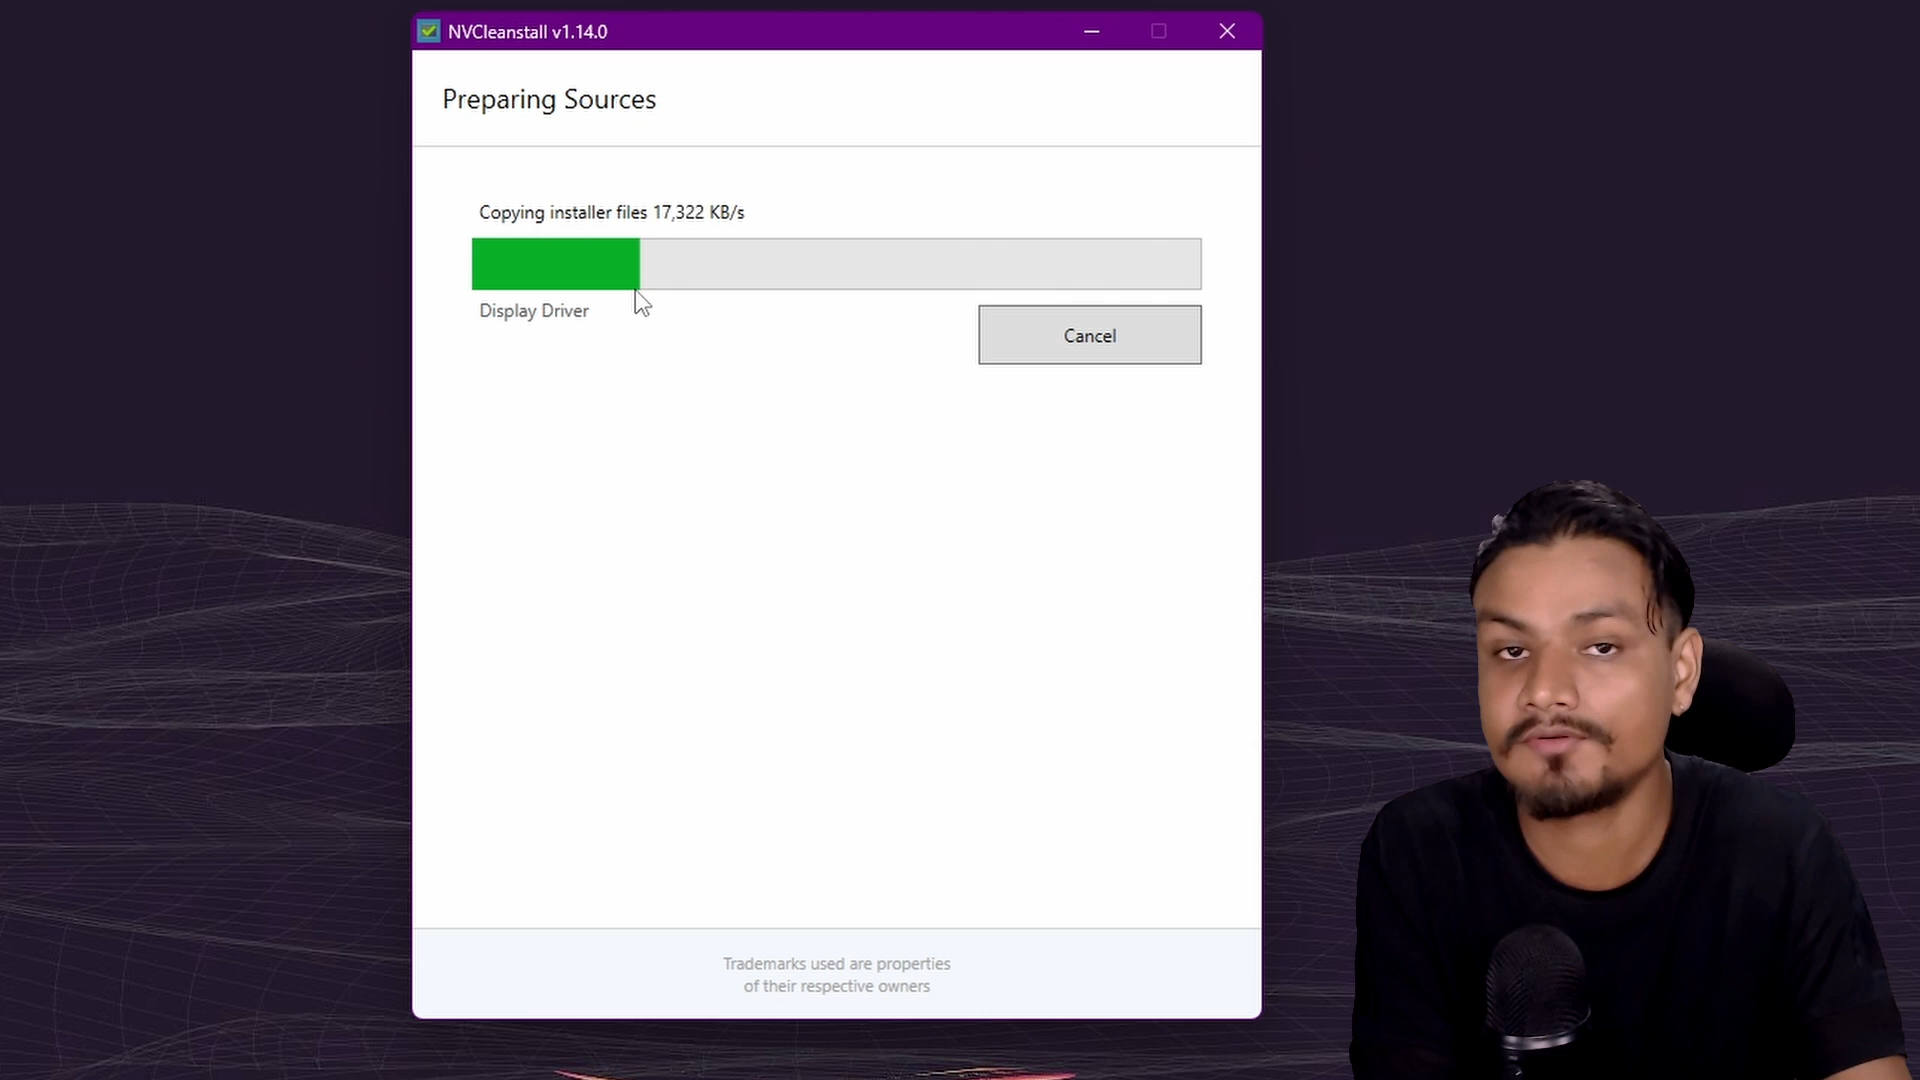 NVCleanstall v1.14.0
Preparing Sources
Copying installer files 17,322 KB/s
Display Driver
Cancel
Trademarks used are properties
of their respective owners